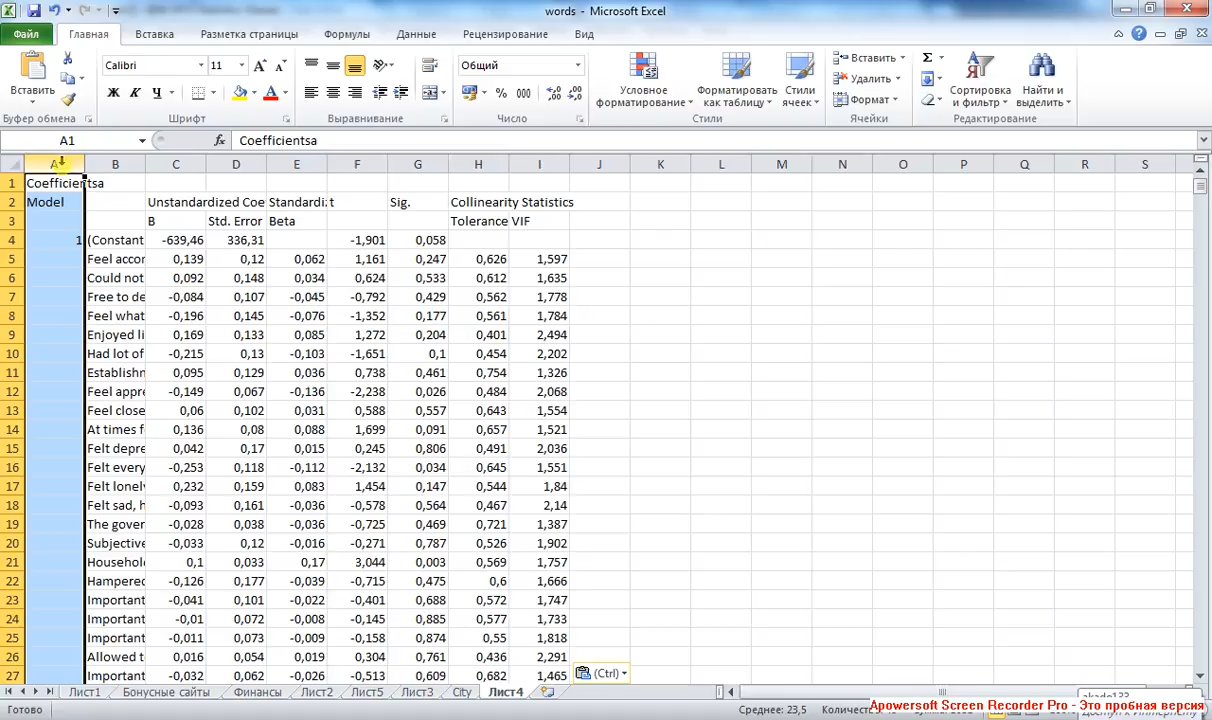 words - Microsoft Excel
Файл Главная Вставка Разметка страницы Формулы Данные Рецензирование Вид
Вставить Calibri 11 Общий Условное форматирование Форматировать как таблицу Стили ячеек Вставить Удалить Формат Сортировка и фильтр Найти и выделить
Ж К Ч % 000
Буфер обмена Шрифт Выравнивание Число Стили Ячейки Редактирование
A1 fx Coefficientsa
A B C D E F G H I J K L M N O P Q R S
1 Coefficientsa
2 Model Unstandardized Coe Standardiz t Sig. Collinearity Statistics
3 B Std. Error Beta Tolerance VIF
4 1 (Constant -639,46 336,31 -1,901 0,058
5 Feel accor 0,139 0,12 0,062 1,161 0,247 0,626 1,597
6 Could not 0,092 0,148 0,034 0,624 0,533 0,612 1,635
7 Free to de -0,084 0,107 -0,045 -0,792 0,429 0,562 1,778
8 Feel what -0,196 0,145 -0,076 -1,352 0,177 0,561 1,784
9 Enjoyed li 0,169 0,133 0,085 1,272 0,204 0,401 2,494
10 Had lot of -0,215 0,13 -0,103 -1,651 0,1 0,454 2,202
11 Establishn 0,095 0,129 0,036 0,738 0,461 0,754 1,326
12 Feel appre -0,149 0,067 -0,136 -2,238 0,026 0,484 2,068
13 Feel close 0,06 0,102 0,031 0,588 0,557 0,643 1,554
14 At times f 0,136 0,08 0,088 1,699 0,091 0,657 1,521
15 Felt depre 0,042 0,17 0,015 0,245 0,806 0,491 2,036
16 Felt every -0,253 0,118 -0,112 -2,132 0,034 0,645 1,551
17 Felt lonely 0,232 0,159 0,083 1,454 0,147 0,544 1,84
18 Felt sad, h -0,093 0,161 -0,036 -0,578 0,564 0,467 2,14
19 The gover -0,028 0,038 -0,036 -0,725 0,469 0,721 1,387
20 Subjective -0,033 0,12 -0,016 -0,271 0,787 0,526 1,902
21 Househol 0,1 0,033 0,17 3,044 0,003 0,569 1,757
22 Hampered -0,126 0,177 -0,039 -0,715 0,475 0,6 1,666
23 Important -0,041 0,101 -0,022 -0,401 0,688 0,572 1,747
24 Important -0,01 0,072 -0,008 -0,145 0,885 0,577 1,733
25 Important -0,011 0,073 -0,009 -0,158 0,874 0,55 1,818
26 Allowed t 0,016 0,054 0,019 0,304 0,761 0,436 2,291
27 Important -0,032 0,062 -0,026 -0,513 0,609 0,682 1,465
(Ctrl)
Лист1 Бонусные сайты Финансы Лист2 Лист5 Лист3 City Лист4
Готово Среднее: 23,5
Apowersoft Screen Recorder Pro - Это пробная версия